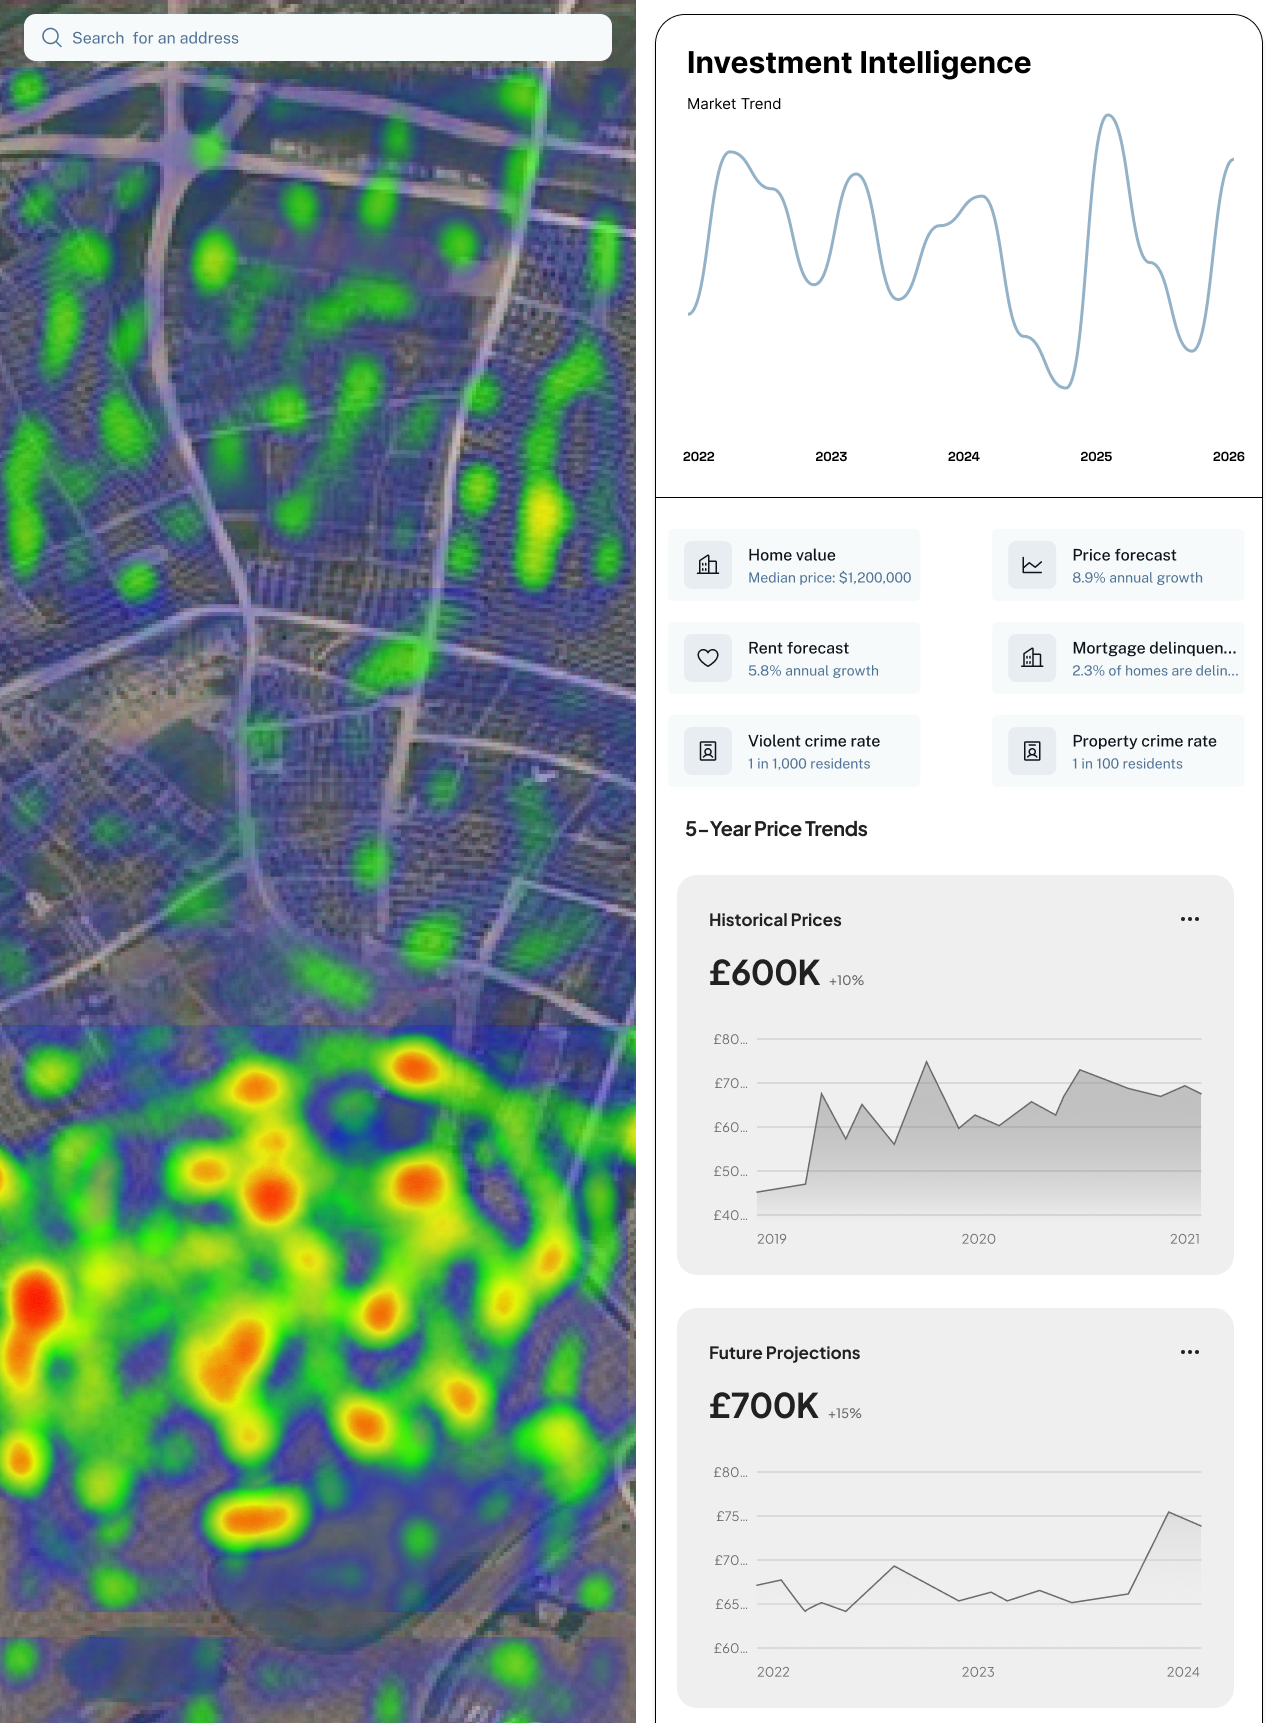 Search  for an address
Investment Intelligence
Market Trend
2022 2023 2024 2025 2026
Home value
Median price: $1,200,000
Price forecast
8.9% annual growth
Rent forecast
5.8% annual growth
Mortgage delinquen...
2.3% of homes are delin...
Violent crime rate
1 in 1,000 residents
Property crime rate
1 in 100 residents
5-Year Price Trends
Historical Prices
£600K +10%
£80...
£70...
£60...
£50...
£40...
2019 2020 2021
Future Projections
£700K +15%
£80...
£75...
£70...
£65...
£60...
2022 2023 2024